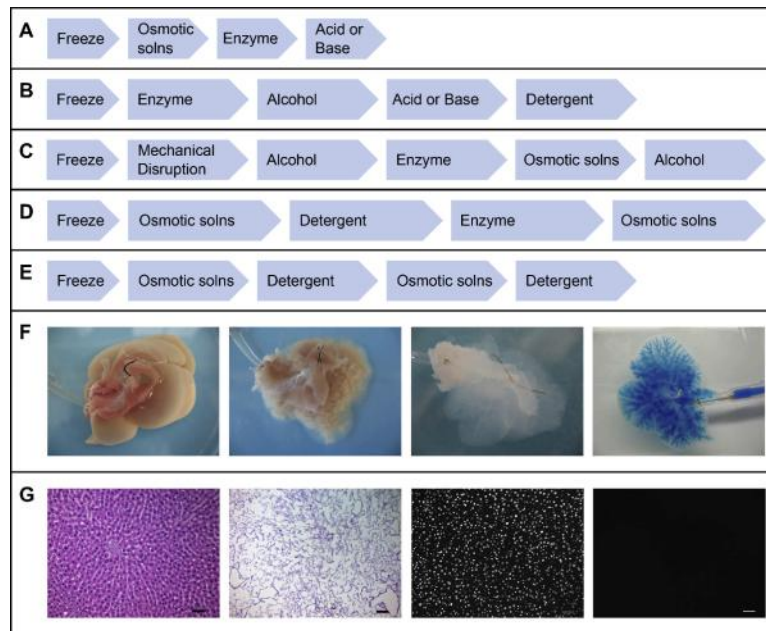 A
Freeze
Osmotic
solns
Enzyme
Acid or
Base
B
Freeze
Enzyme
Alcohol
Acid or Base
Detergent
C
Freeze
Mechanical
Disruption
Alcohol
Enzyme
Osmotic solns
Alcohol
D
Freeze
Osmotic solns
Detergent
Enzyme
Osmotic solns
E
Freeze
Osmotic solns
Detergent
Osmotic solns
Detergent
F
G